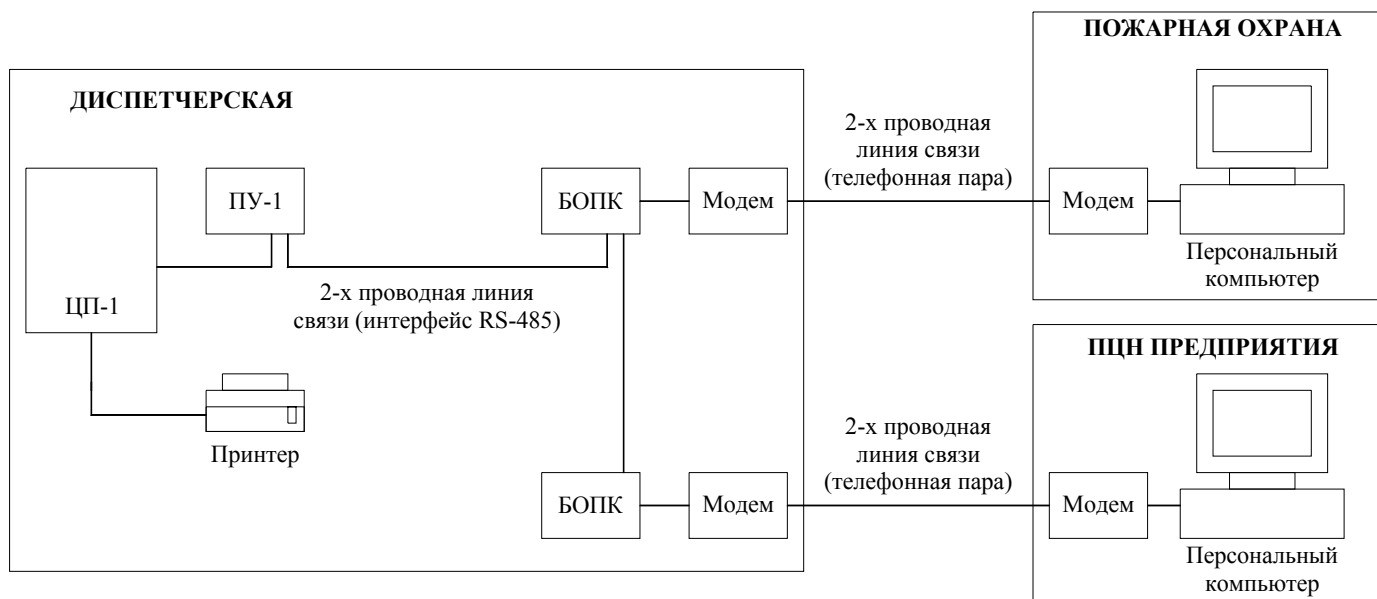 ПОЖАРНАЯ ОХРАНА
ДИСПЕТЧЕРСКАЯ
2-х проводная
линия связи
(телефонная пара)
ПУ-1
БОПК
Модем
Модем
Персональный
компьютер
ЦП-1
2-х проводная линия
связи (интерфейс RS-485)
ПЦН ПРЕДПРИЯТИЯ
Принтер
2-х проводная
линия связи
(телефонная пара)
БОПК
Модем
Модем
Персональный
компьютер